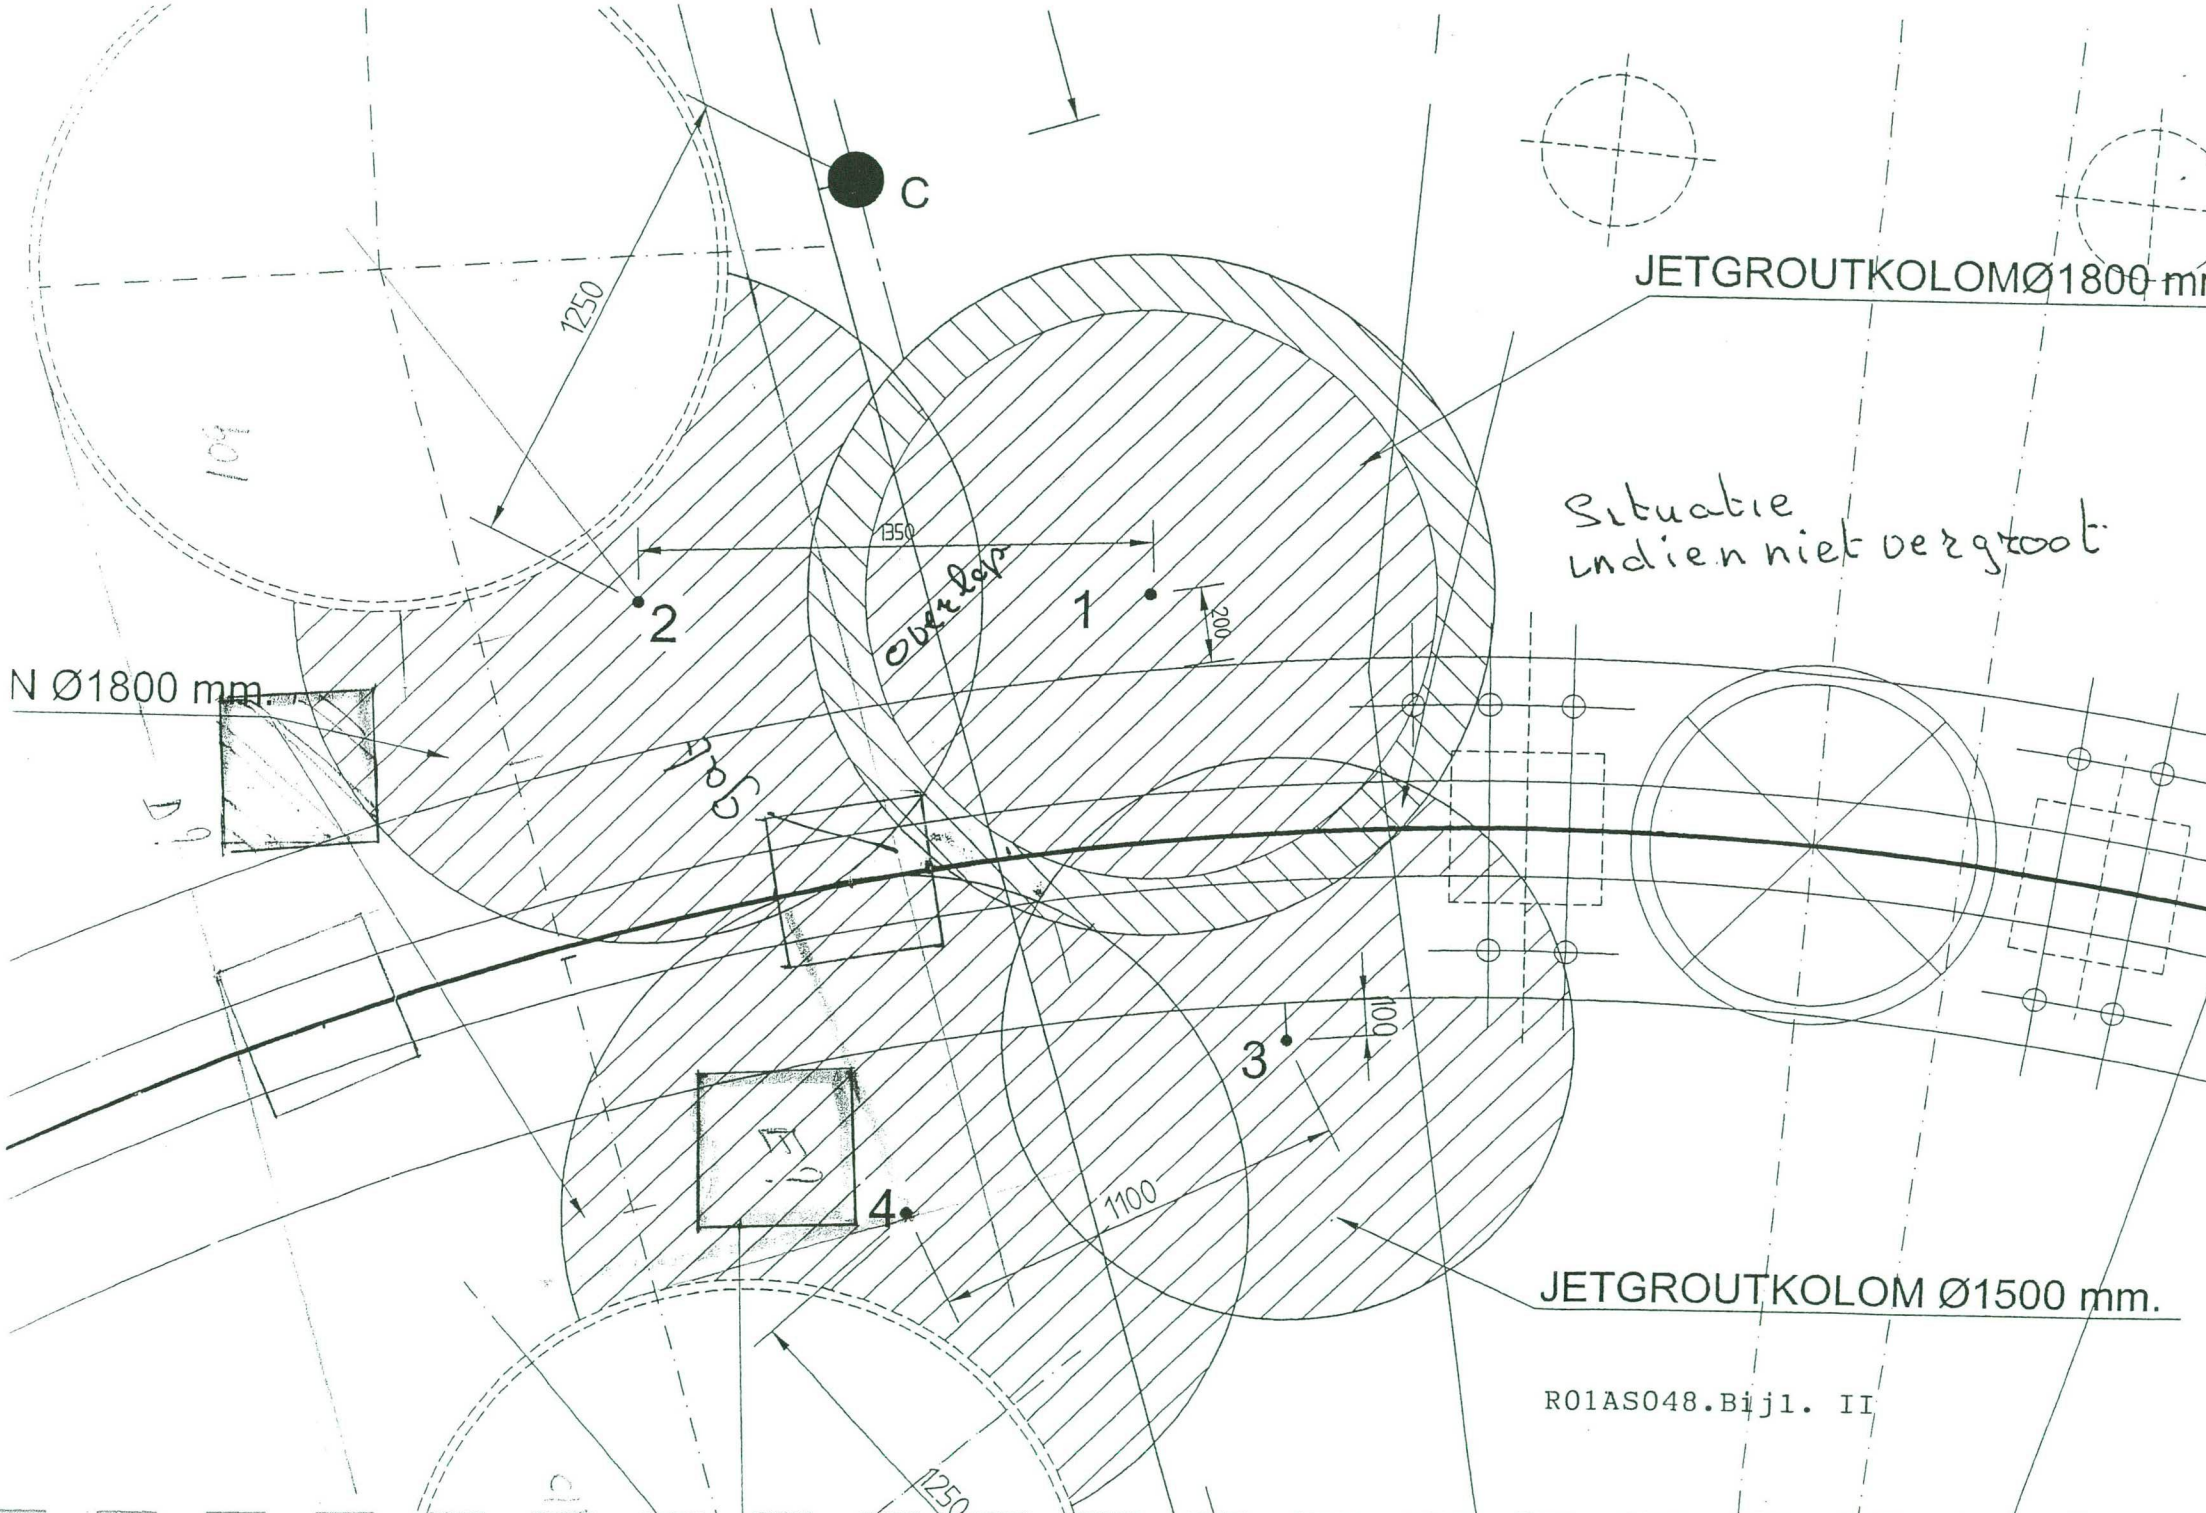 C
1250
JETGROUTKOLOMØ1800 m
109
1350
Situatie
indien niet vergroot
overlap
2
1
200
N Ø1800 mm.
100
3
4
1100
JETGROUTKOLOM Ø1500 mm.
R01AS048.Bijl. II
1250